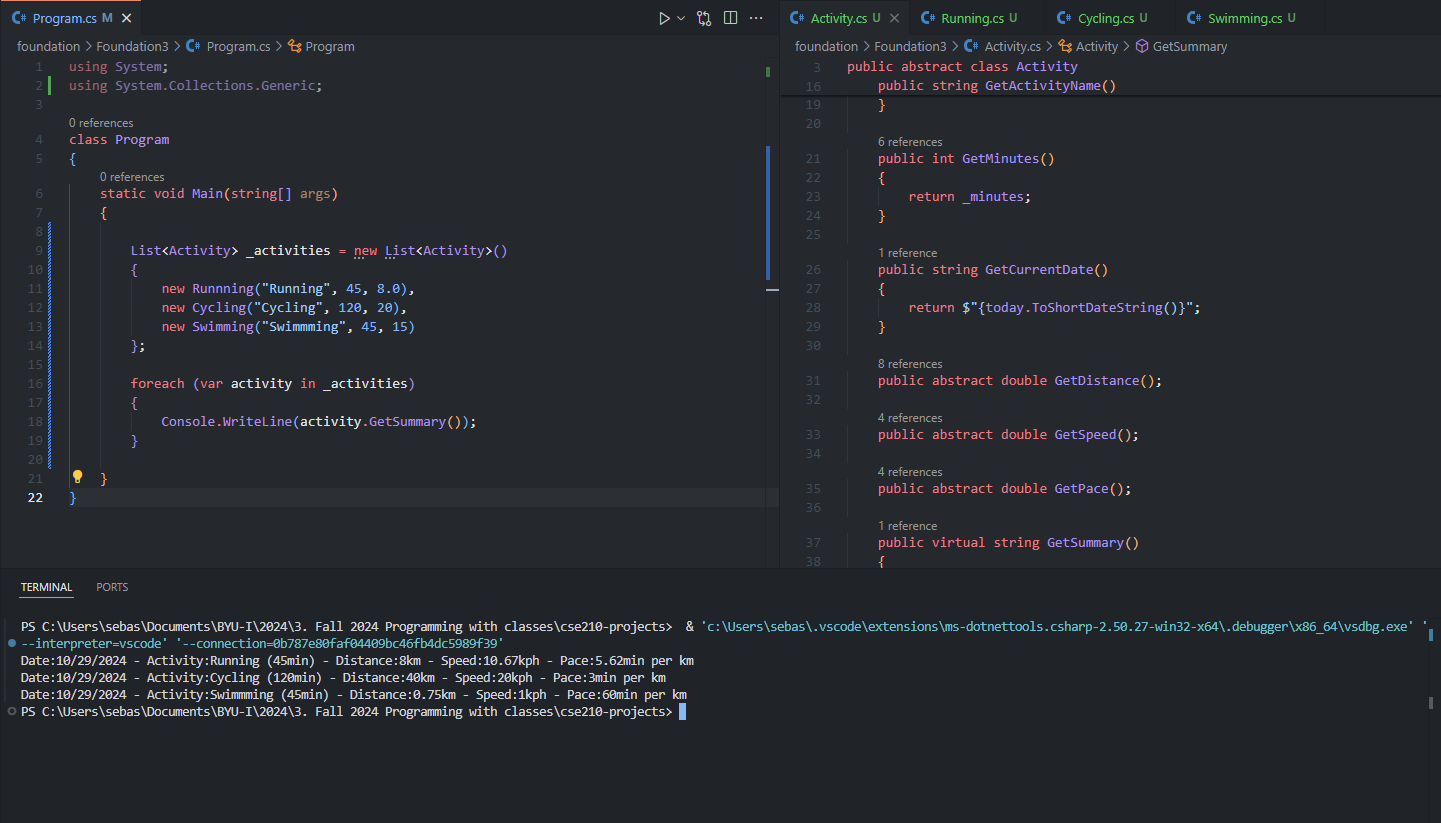 Program.cs M
foundation > Foundation3 > Program.cs > Program
1 using System;
2 using System.Collections.Generic;
3
0 references
4 class Program
5 {
0 references
6 static void Main(string[] args)
7 {
8
9 List<Activity> _activities = new List<Activity>()
10 {
11 new Runnning("Running", 45, 8.0),
12 new Cycling("Cycling", 120, 20),
13 new Swimming("Swimmming", 45, 15)
14 };
15
16 foreach (var activity in _activities)
17 {
18 Console.WriteLine(activity.GetSummary());
19 }
20
21 }
22 }
Activity.cs U Running.cs U Cycling.cs U Swimming.cs U
foundation > Foundation3 > Activity.cs > Activity > GetSummary
3 public abstract class Activity
16 public string GetActivityName()
19 }
20
6 references
21 public int GetMinutes()
22 {
23 return _minutes;
24 }
25
1 reference
26 public string GetCurrentDate()
27 {
28 return $"{today.ToShortDateString()}";
29 }
30
8 references
31 public abstract double GetDistance();
32
4 references
33 public abstract double GetSpeed();
34
4 references
35 public abstract double GetPace();
36
1 reference
37 public virtual string GetSummary()
38 {
TERMINAL PORTS
PS C:\Users\sebas\Documents\BYU-I\2024\3. Fall 2024 Programming with classes\cse210-projects> & 'c:\Users\sebas\.vscode\extensions\ms-dotnettools.csharp-2.50.27-win32-x64\.debugger\x86_64\vsdbg.exe' '
--interpreter=vscode' '--connection=0b787e80faf04409bc46fb4dc5989f39'
Date:10/29/2024 - Activity:Running (45min) - Distance:8km - Speed:10.67kph - Pace:5.62min per km
Date:10/29/2024 - Activity:Cycling (120min) - Distance:40km - Speed:20kph - Pace:3min per km
Date:10/29/2024 - Activity:Swimmming (45min) - Distance:0.75km - Speed:1kph - Pace:60min per km
PS C:\Users\sebas\Documents\BYU-I\2024\3. Fall 2024 Programming with classes\cse210-projects>